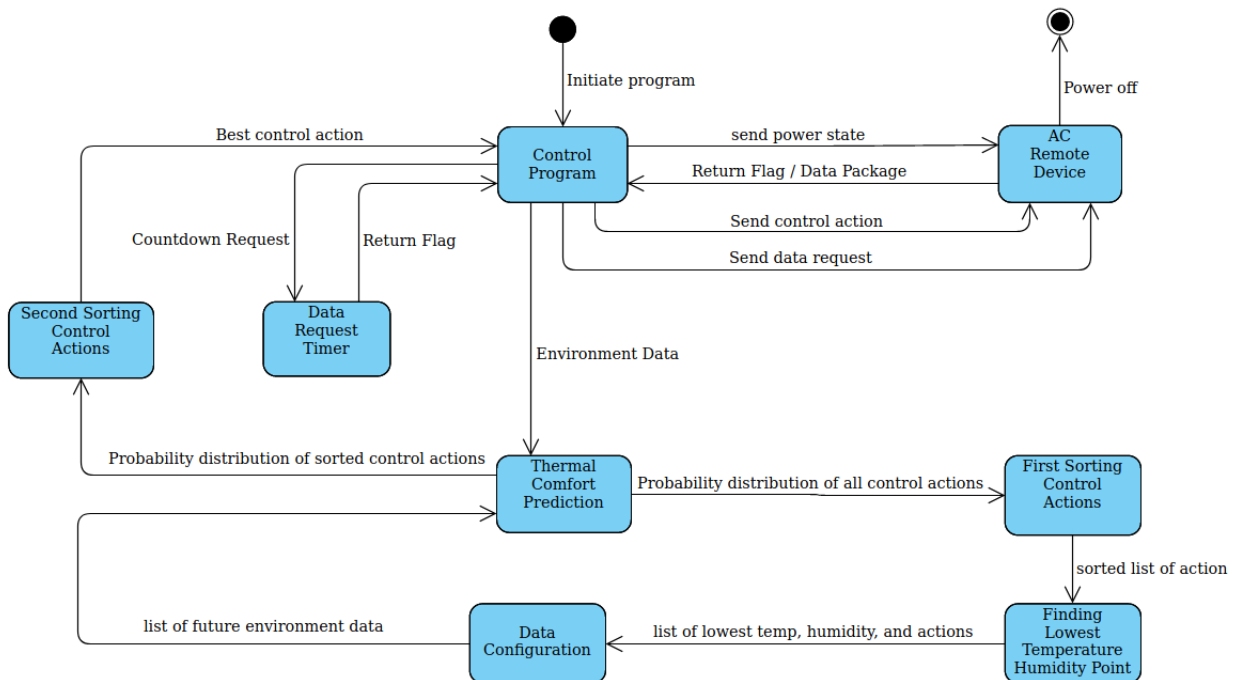 Initiate program
Power off
Best control action
send power state
Control
Program
AC
Remote
Device
Return Flag / Data Package
Send control action
Countdown Request
Return Flag
Send data request
Second Sorting
Control
Actions
Data
Request
Timer
Environment Data
Probability distribution of sorted control actions
Thermal
Comfort
Prediction
Probability distribution of all control actions
First Sorting
Control
Actions
sorted list of action
list of future environment data
Data
Configuration
list of lowest temp, humidity, and actions
Finding
Lowest
Temperature
Humidity Point